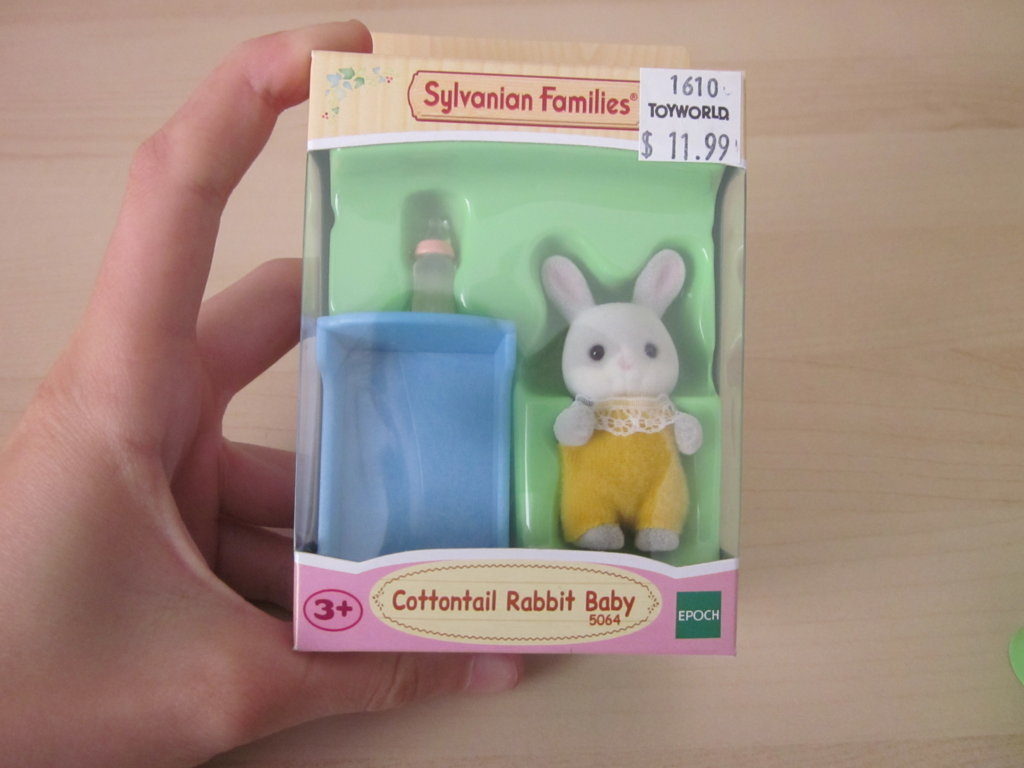 Sylvanian Families®
1610
TOYWORLD
$ 11.99
3+
Cottontail Rabbit Baby
5064
EPOCH